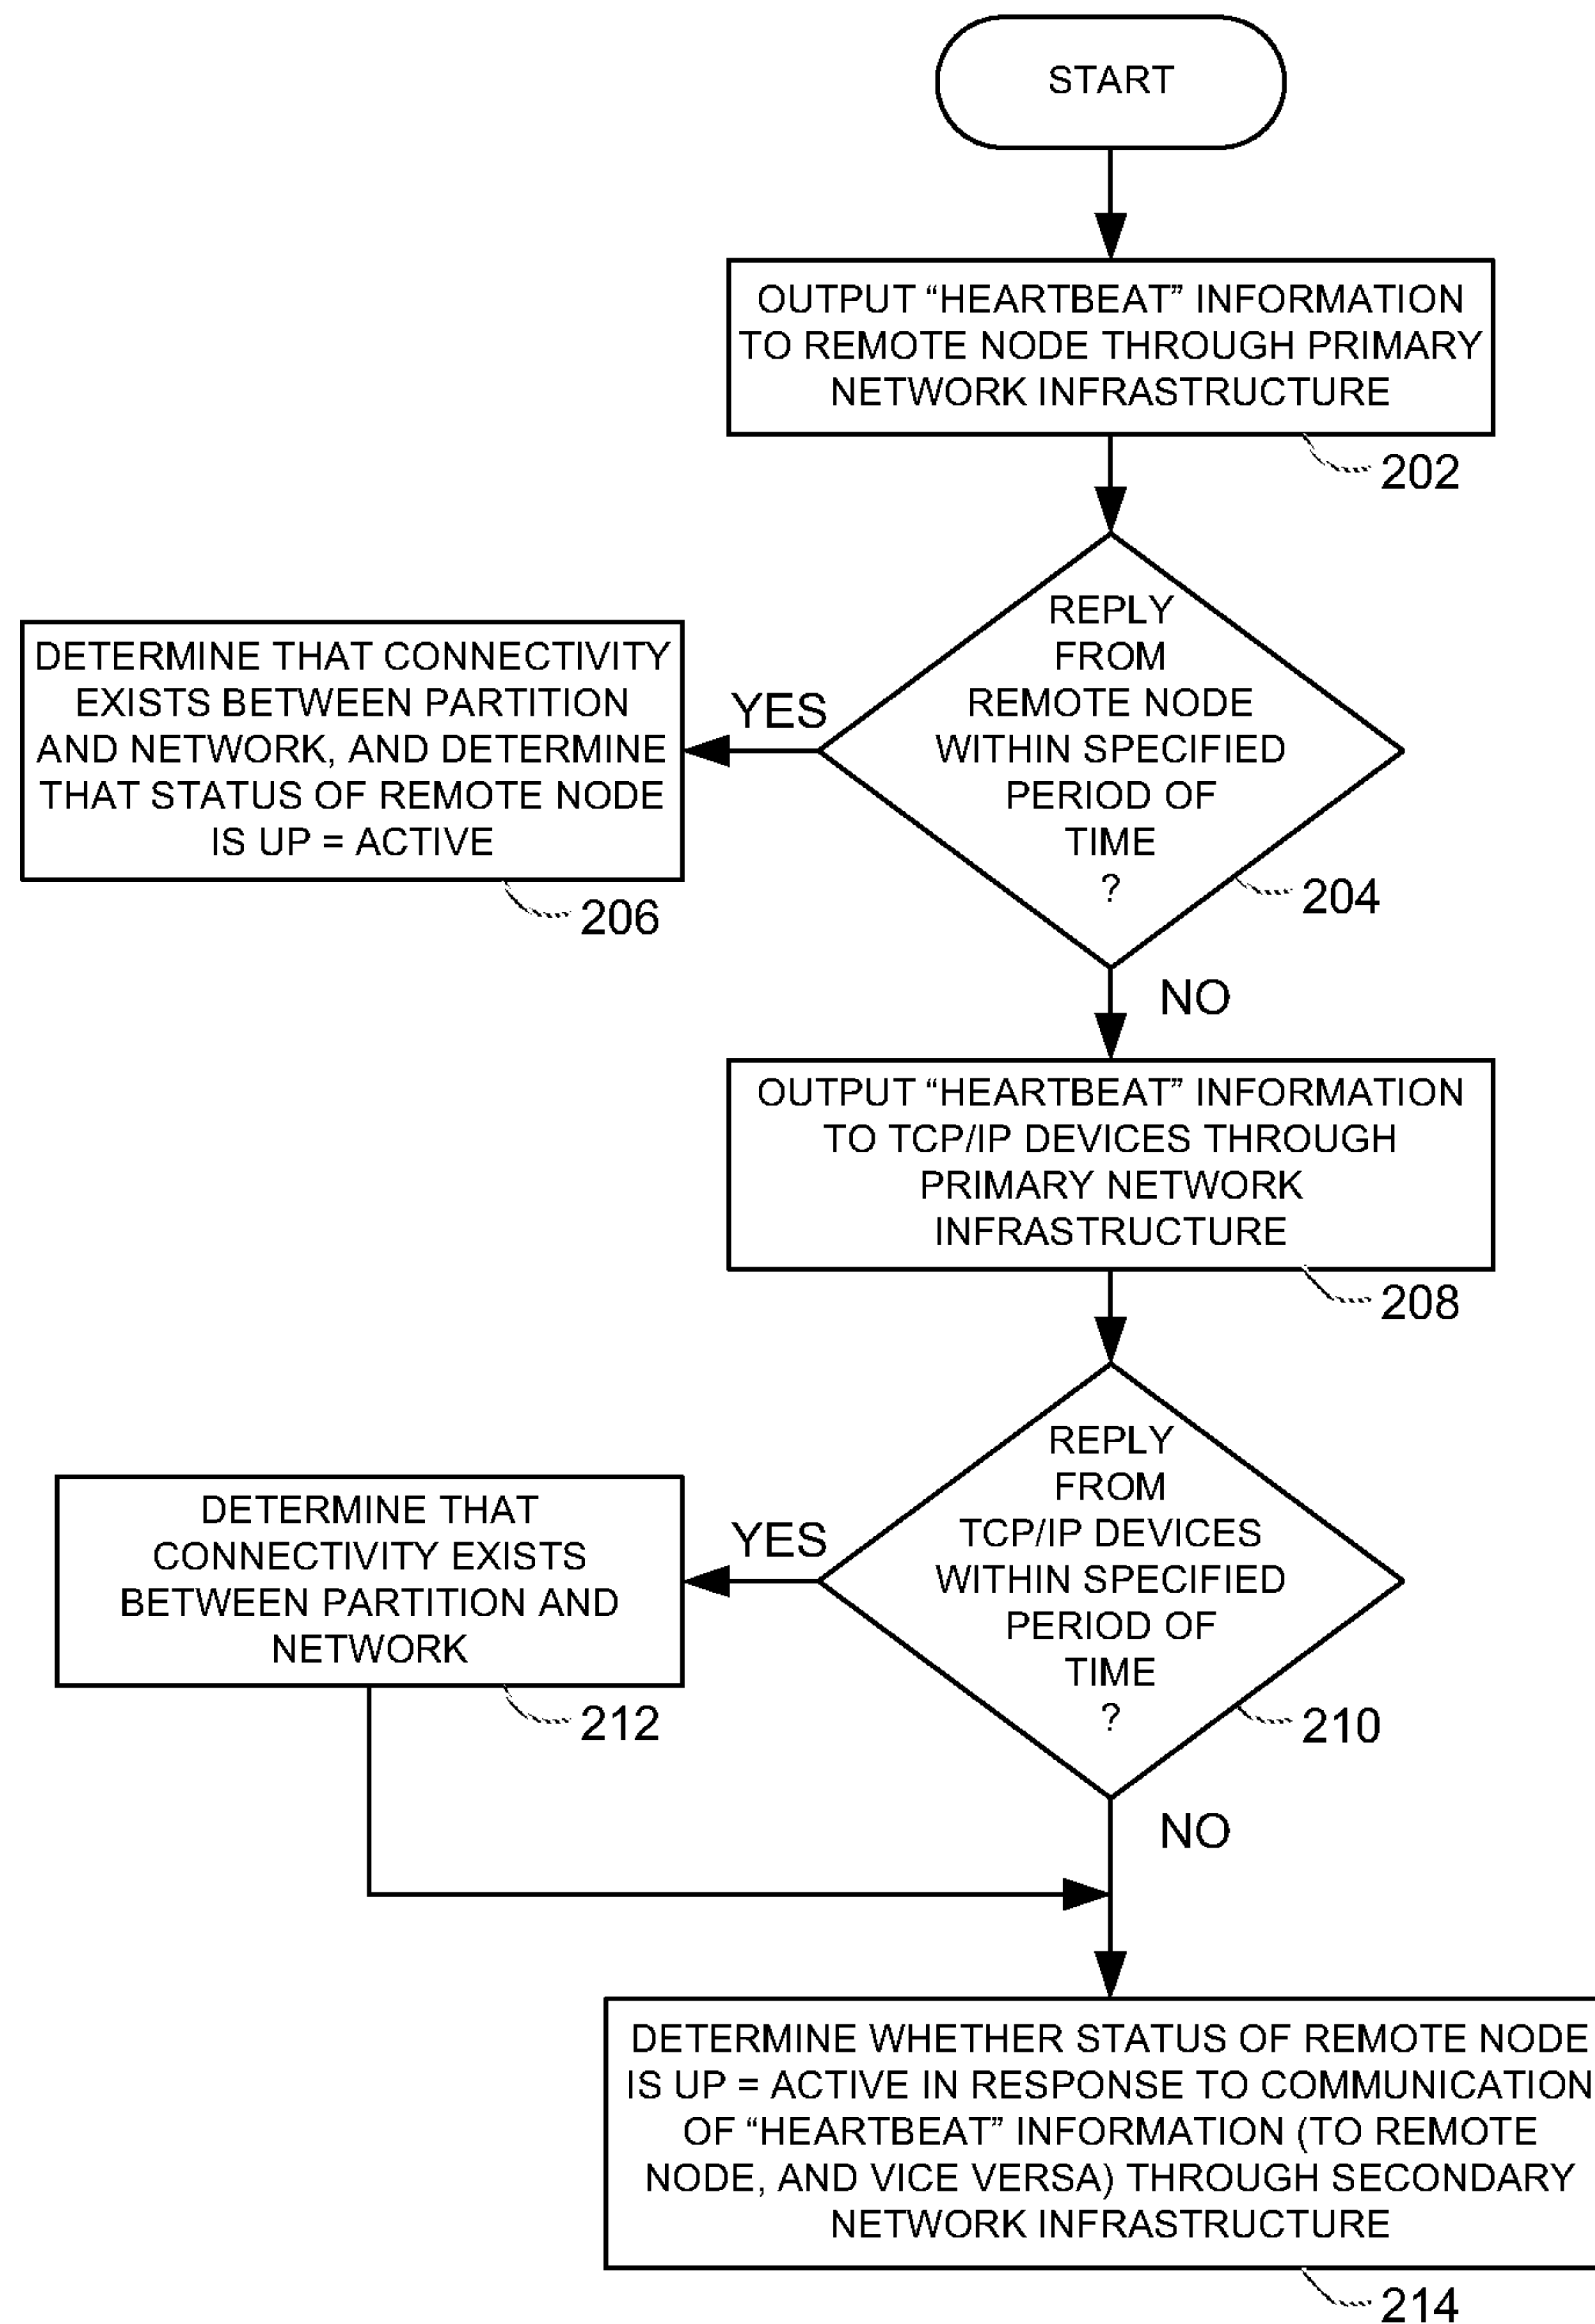 START
OUTPUT “HEARTBEAT” INFORMATION
TO REMOTE NODE THROUGH PRIMARY
NETWORK INFRASTRUCTURE
202
REPLY
FROM
REMOTE NODE
WITHIN SPECIFIED
PERIOD OF
TIME
?
204
YES
DETERMINE THAT CONNECTIVITY
EXISTS BETWEEN PARTITION
AND NETWORK, AND DETERMINE
THAT STATUS OF REMOTE NODE
IS UP = ACTIVE
206
NO
OUTPUT “HEARTBEAT” INFORMATION
TO TCP/IP DEVICES THROUGH
PRIMARY NETWORK
INFRASTRUCTURE
208
REPLY
FROM
TCP/IP DEVICES
WITHIN SPECIFIED
PERIOD OF
TIME
?
210
YES
DETERMINE THAT
CONNECTIVITY EXISTS
BETWEEN PARTITION AND
NETWORK
212
NO
DETERMINE WHETHER STATUS OF REMOTE NODE
IS UP = ACTIVE IN RESPONSE TO COMMUNICATION
OF “HEARTBEAT” INFORMATION (TO REMOTE
NODE, AND VICE VERSA) THROUGH SECONDARY
NETWORK INFRASTRUCTURE
214